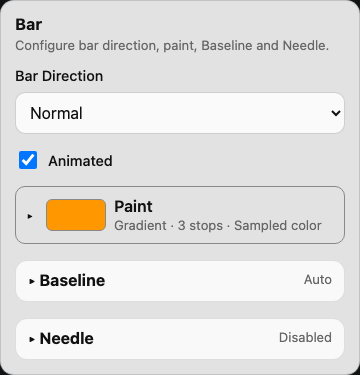 Bar
Configure bar direction, paint, Baseline and Needle.
Bar Direction
Normal
Animated
Paint
Gradient · 3 stops · Sampled color
Baseline Auto
Needle Disabled